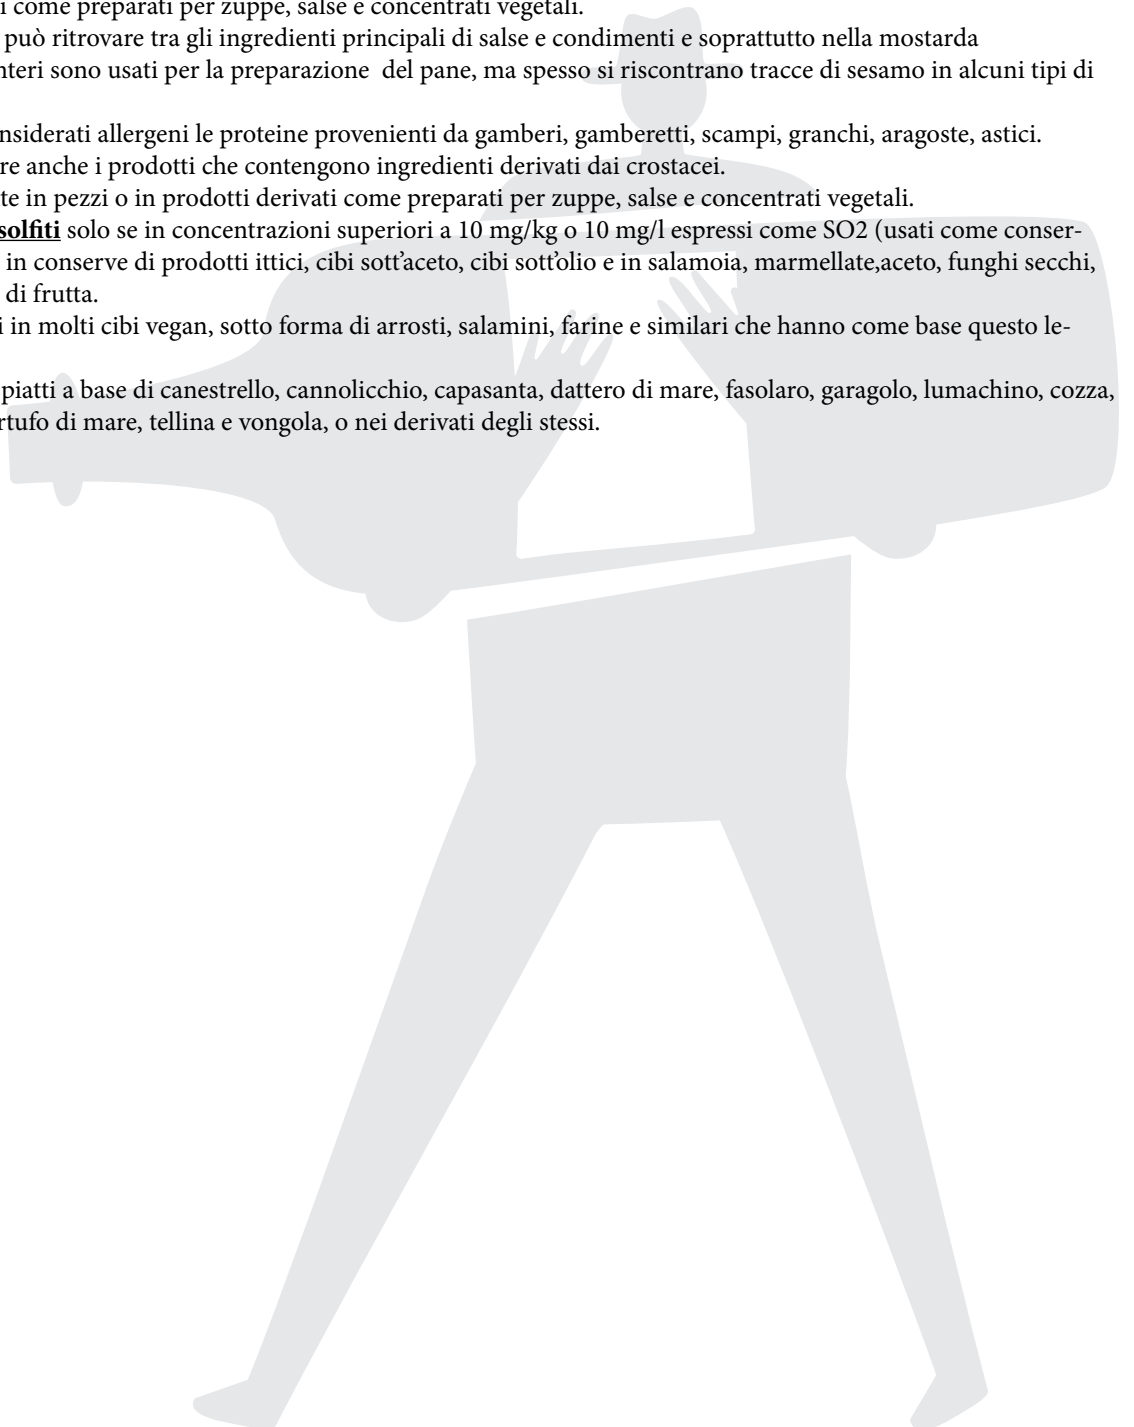 i come preparati per zuppe, salse e concentrati vegetali.
può ritrovare tra gli ingredienti principali di salse e condimenti e soprattutto nella mostarda
nteri sono usati per la preparazione  del pane, ma spesso si riscontrano tracce di sesamo in alcuni tipi di
nsiderati allergeni le proteine provenienti da gamberi, gamberetti, scampi, granchi, aragoste, astici.
re anche i prodotti che contengono ingredienti derivati dai crostacei.
te in pezzi o in prodotti derivati come preparati per zuppe, salse e concentrati vegetali.
solfiti solo se in concentrazioni superiori a 10 mg/kg o 10 mg/l espressi come SO2 (usati come conser-
in conserve di prodotti ittici, cibi sott'aceto, cibi sott'olio e in salamoia, marmellate,aceto, funghi secchi,
di frutta.
i in molti cibi vegan, sotto forma di arrosti, salamini, farine e similari che hanno come base questo le-
piatti a base di canestrello, cannolicchio, capasanta, dattero di mare, fasolaro, garagolo, lumachino, cozza,
rtufo di mare, tellina e vongola, o nei derivati degli stessi.